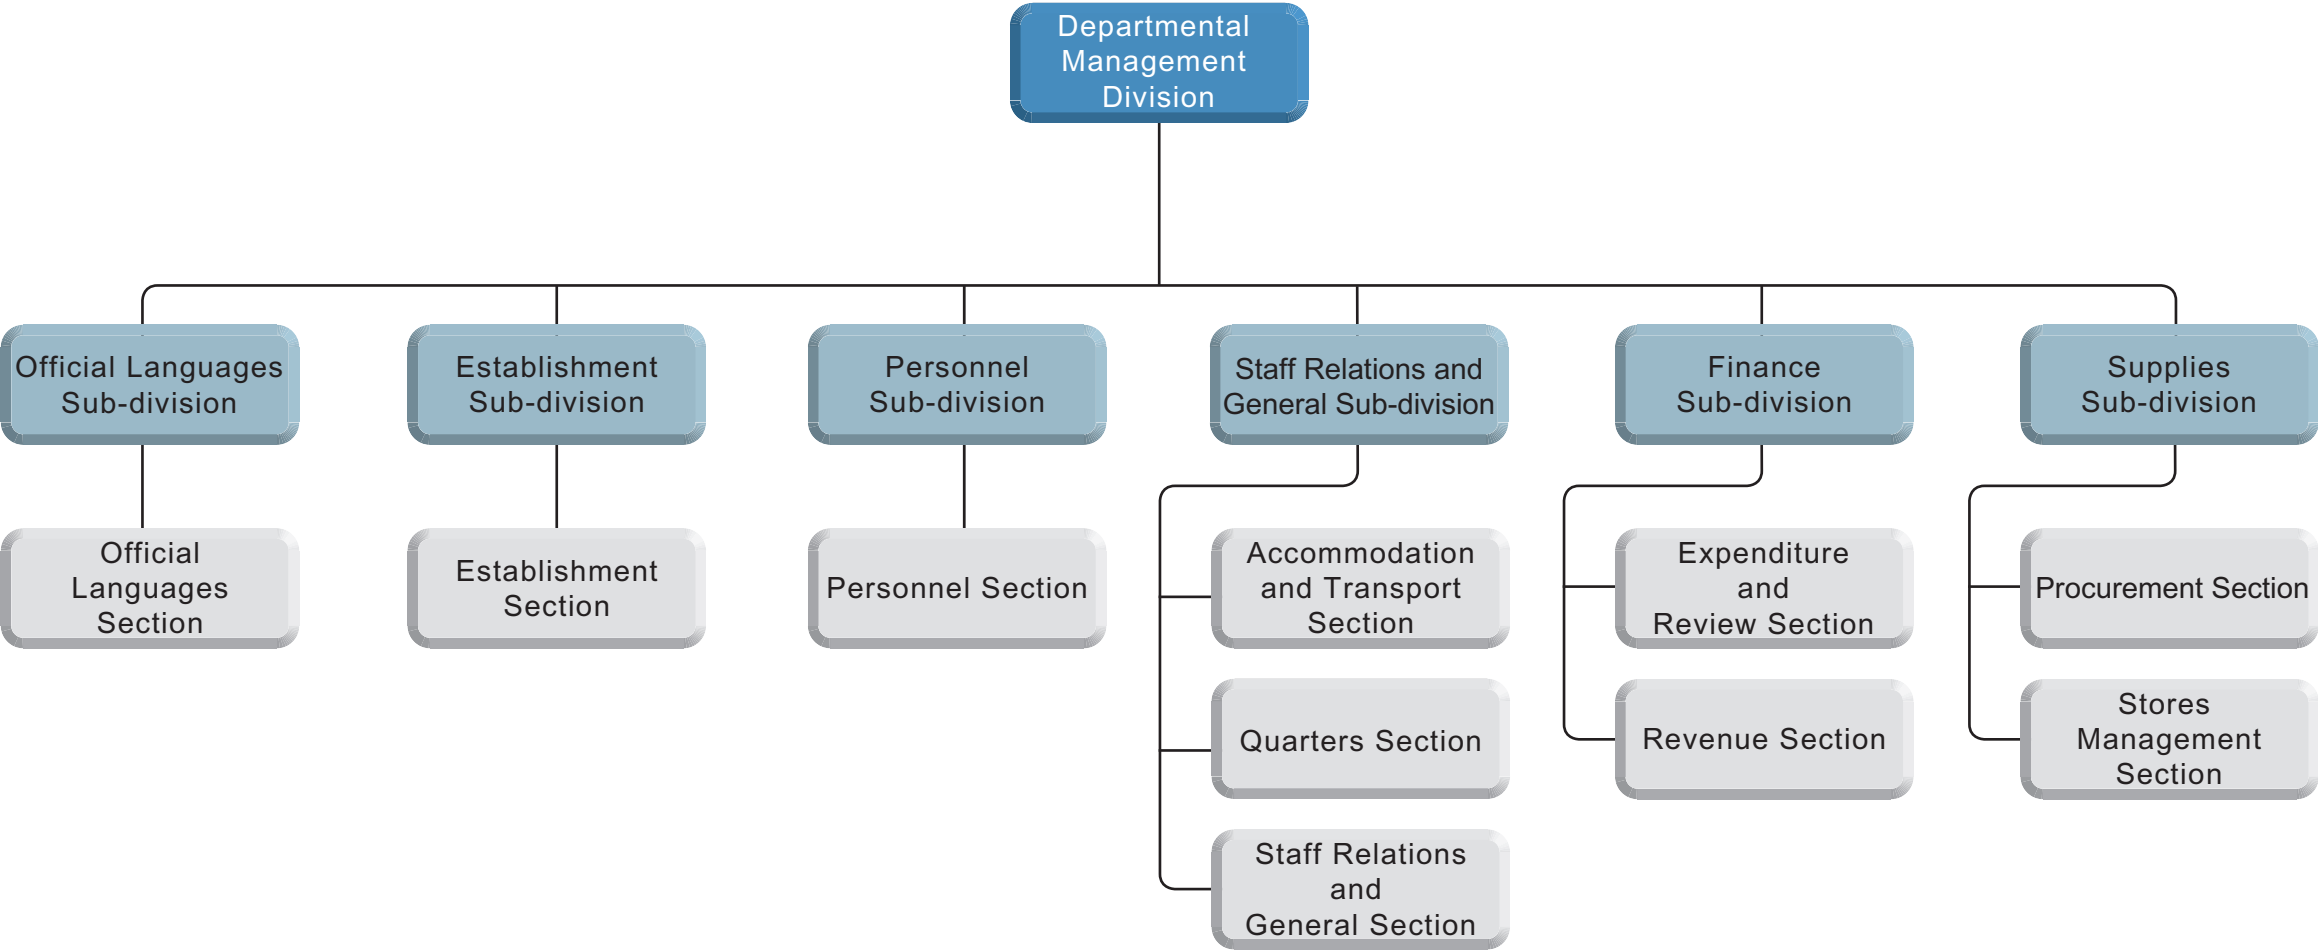 Departmental
Management
Division
Official Languages
Sub-division
Establishment
Sub-division
Personnel
Sub-division
Staff Relations and
General Sub-division
Finance
Sub-division
Supplies
Sub-division
Official
Languages
Section
Establishment
Section
Personnel Section
Accommodation
and Transport
Section
Expenditure
and
Review Section
Procurement Section
Quarters Section
Revenue Section
Stores
Management
Section
Staff Relations
and
General Section